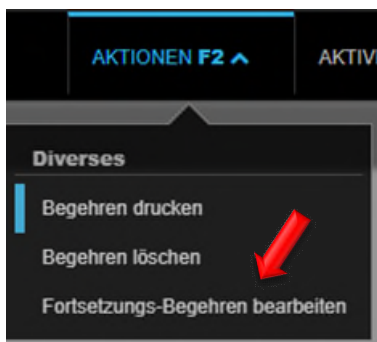 AKTIONEN F2 AKTIV
Diverses
Begehren drucken
Begehren löschen
Fortsetzungs-Begehren bearbeiten